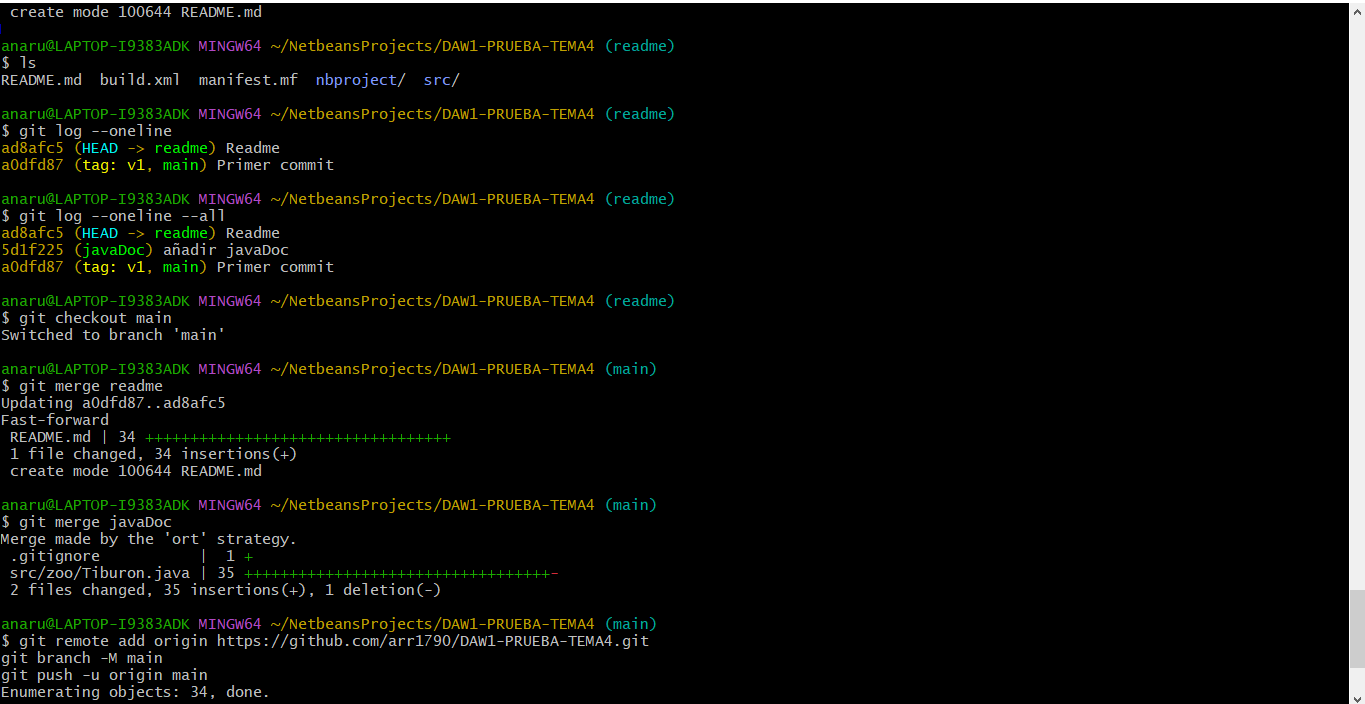 create mode 100644 README.md
anaru@LAPTOP-I9383ADK MINGW64 ~/NetbeansProjects/DAW1-PRUEBA-TEMA4 (readme)
$ ls
README.md  build.xml  manifest.mf  nbproject/  src/
anaru@LAPTOP-I9383ADK MINGW64 ~/NetbeansProjects/DAW1-PRUEBA-TEMA4 (readme)
$ git log --oneline
ad8afc5 (HEAD -> readme) Readme
a0dfd87 (tag: v1, main) Primer commit
anaru@LAPTOP-I9383ADK MINGW64 ~/NetbeansProjects/DAW1-PRUEBA-TEMA4 (readme)
$ git log --oneline --all
ad8afc5 (HEAD -> readme) Readme
5d1f225 (javaDoc) añadir javaDoc
a0dfd87 (tag: v1, main) Primer commit
anaru@LAPTOP-I9383ADK MINGW64 ~/NetbeansProjects/DAW1-PRUEBA-TEMA4 (readme)
$ git checkout main
Switched to branch 'main'
anaru@LAPTOP-I9383ADK MINGW64 ~/NetbeansProjects/DAW1-PRUEBA-TEMA4 (main)
$ git merge readme
Updating a0dfd87..ad8afc5
Fast-forward
 README.md | 34 ++++++++++++++++++++++++++++++++++
 1 file changed, 34 insertions(+)
 create mode 100644 README.md
anaru@LAPTOP-I9383ADK MINGW64 ~/NetbeansProjects/DAW1-PRUEBA-TEMA4 (main)
$ git merge javaDoc
Merge made by the 'ort' strategy.
 .gitignore           |  1 +
 src/zoo/Tiburon.java | 35 ++++++++++++++++++++++++++++++++++-
 2 files changed, 35 insertions(+), 1 deletion(-)
anaru@LAPTOP-I9383ADK MINGW64 ~/NetbeansProjects/DAW1-PRUEBA-TEMA4 (main)
$ git remote add origin https://github.com/arr1790/DAW1-PRUEBA-TEMA4.git
git branch -M main
git push -u origin main
Enumerating objects: 34, done.